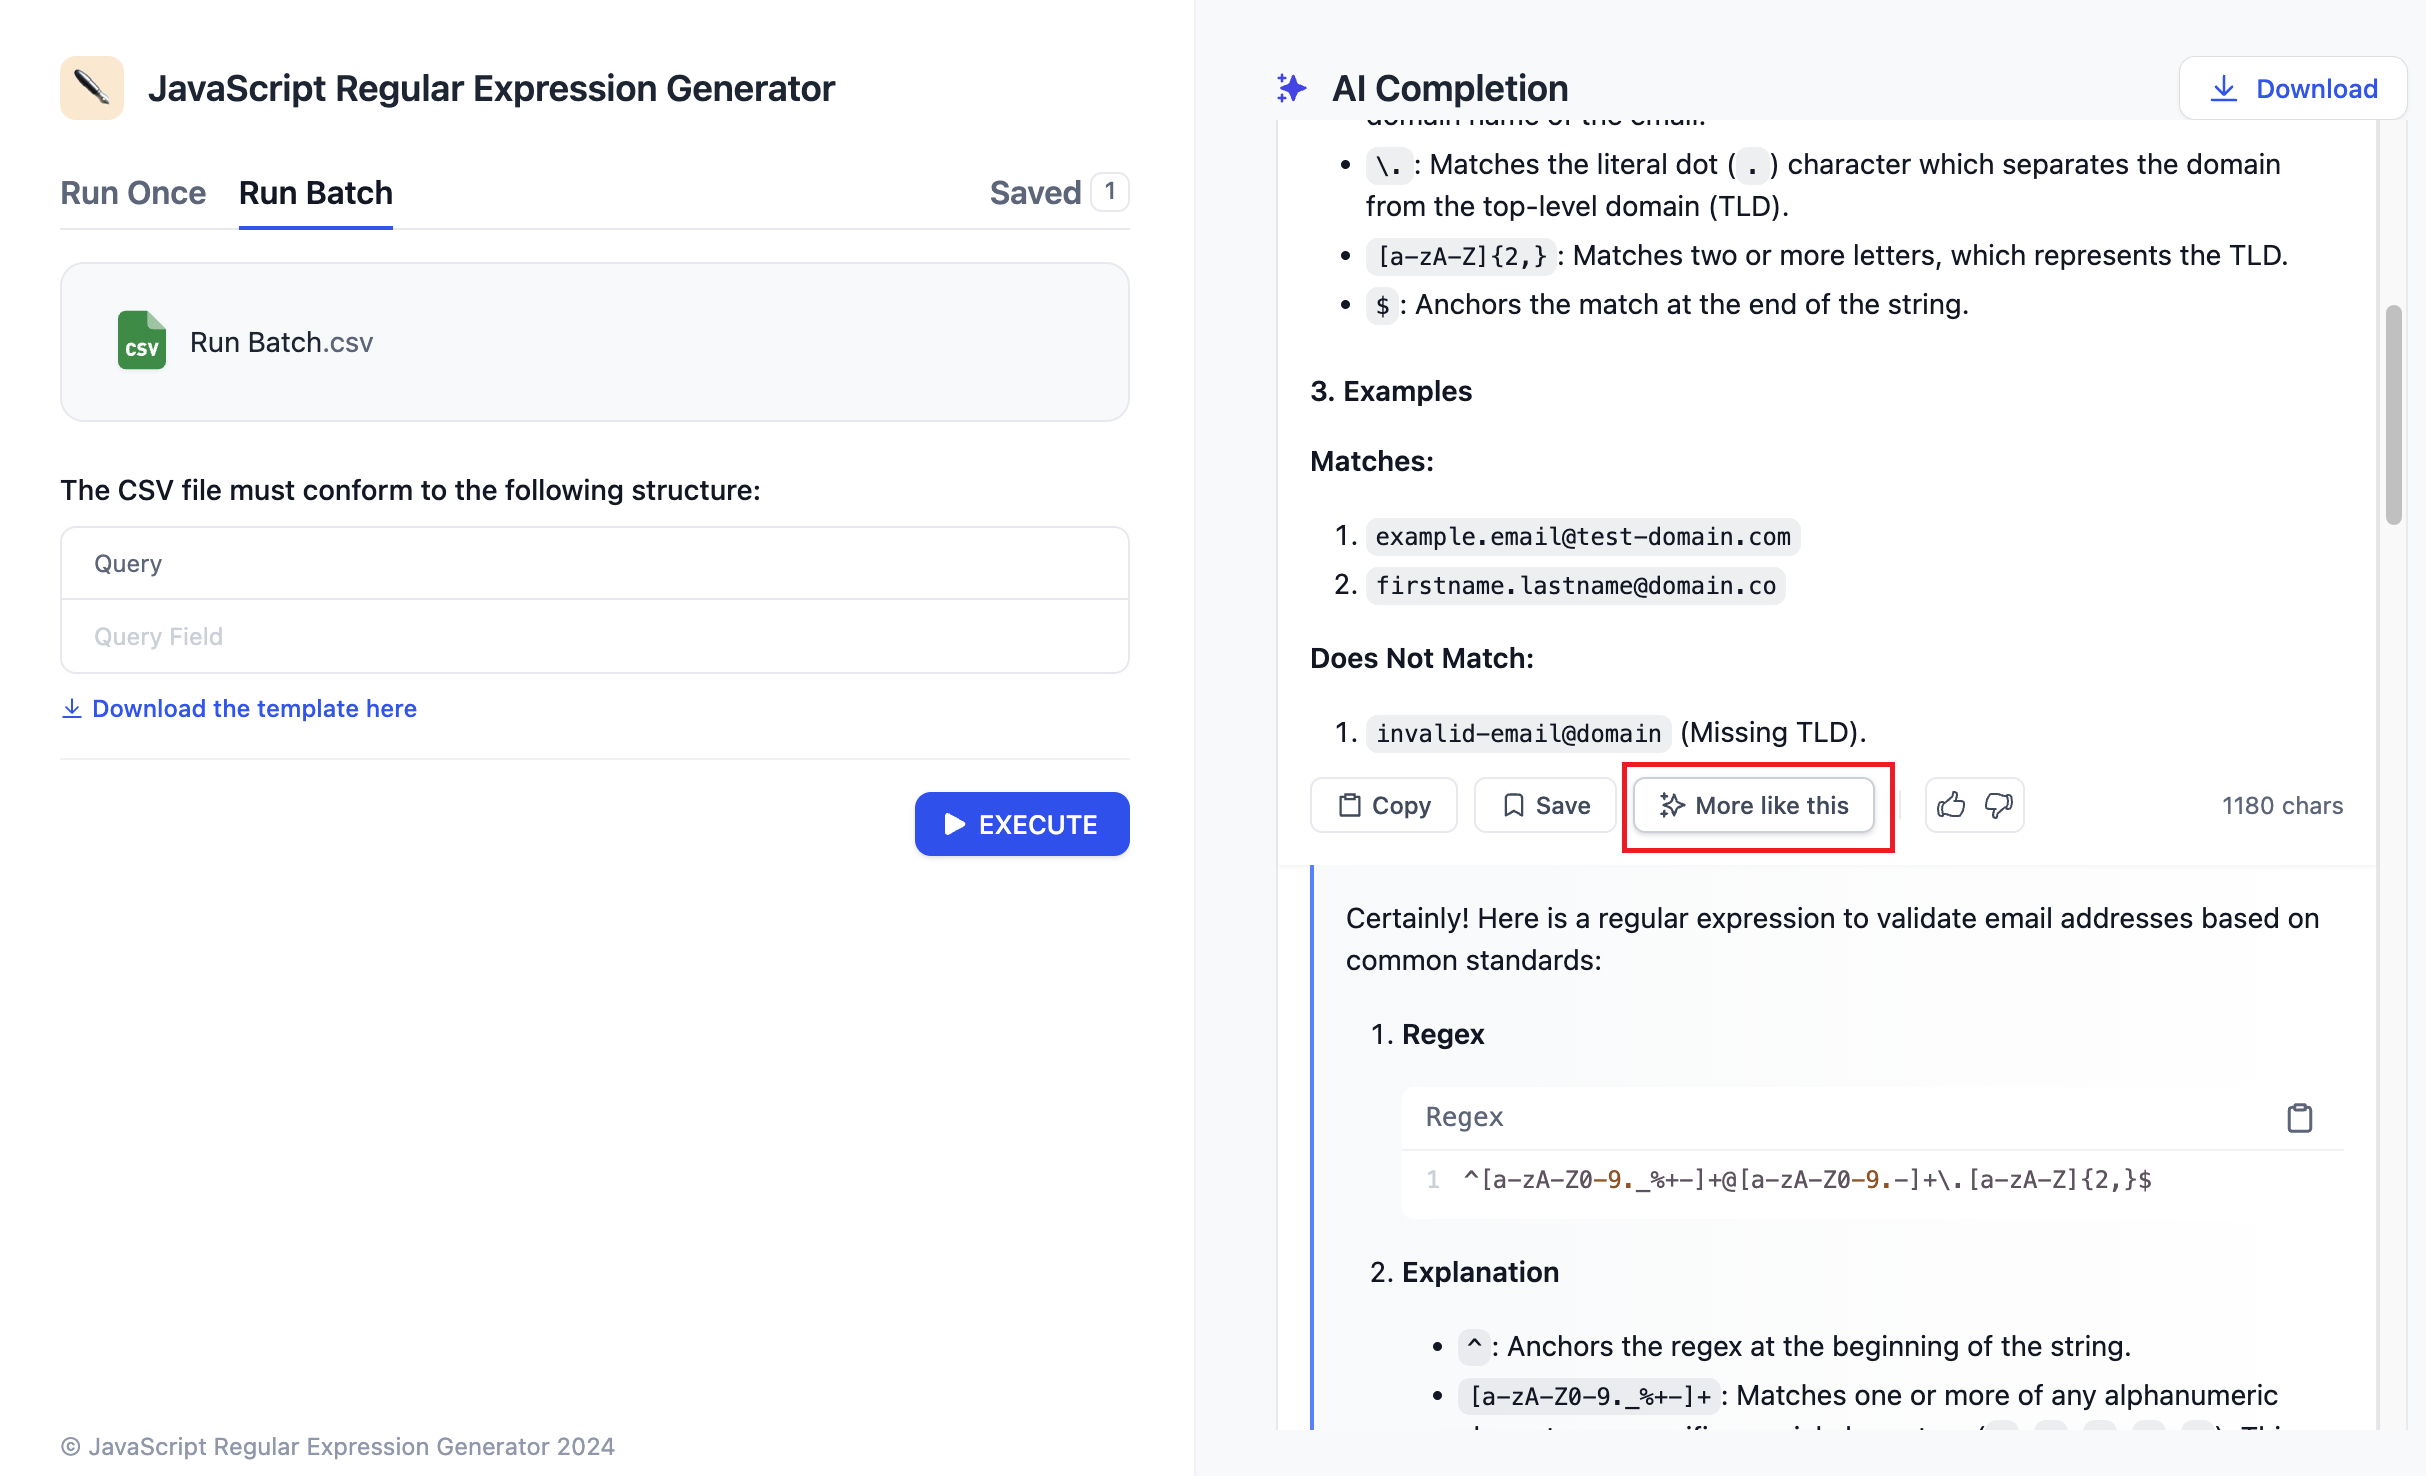 JavaScript Regular Expression Generator
Run Once
Run Batch
Saved 1
CSV
Run Batch.csv
The CSV file must conform to the following structure:
Query
Query Field
Download the template here
EXECUTE
© JavaScript Regular Expression Generator 2024
AI Completion
Download
domain name of the email.
• \.: Matches the literal dot (.) character which separates the domain
from the top-level domain (TLD).
• [a-zA-Z]{2,}: Matches two or more letters, which represents the TLD.
• $: Anchors the match at the end of the string.
3. Examples
Matches:
1. example.email@test-domain.com
2. firstname.lastname@domain.co
Does Not Match:
1. invalid-email@domain (Missing TLD).
Copy
Save
More like this
1180 chars
Certainly! Here is a regular expression to validate email addresses based on
common standards:
1. Regex
Regex
1 ^[a-zA-Z0-9._%+-]+@[a-zA-Z0-9.-]+\.[a-zA-Z]{2,}$
2. Explanation
• ^: Anchors the regex at the beginning of the string.
• [a-zA-Z0-9._%+-]+: Matches one or more of any alphanumeric